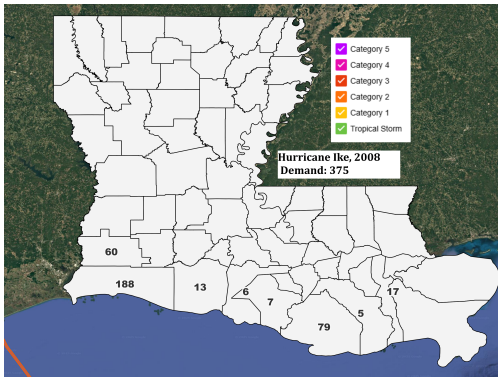 Category 5
Category 4
Category 3
Category 2
Category 1
Tropical Storm
Hurricane Ike, 2008
Demand: 375
60
188
13
6
7
79
5
17